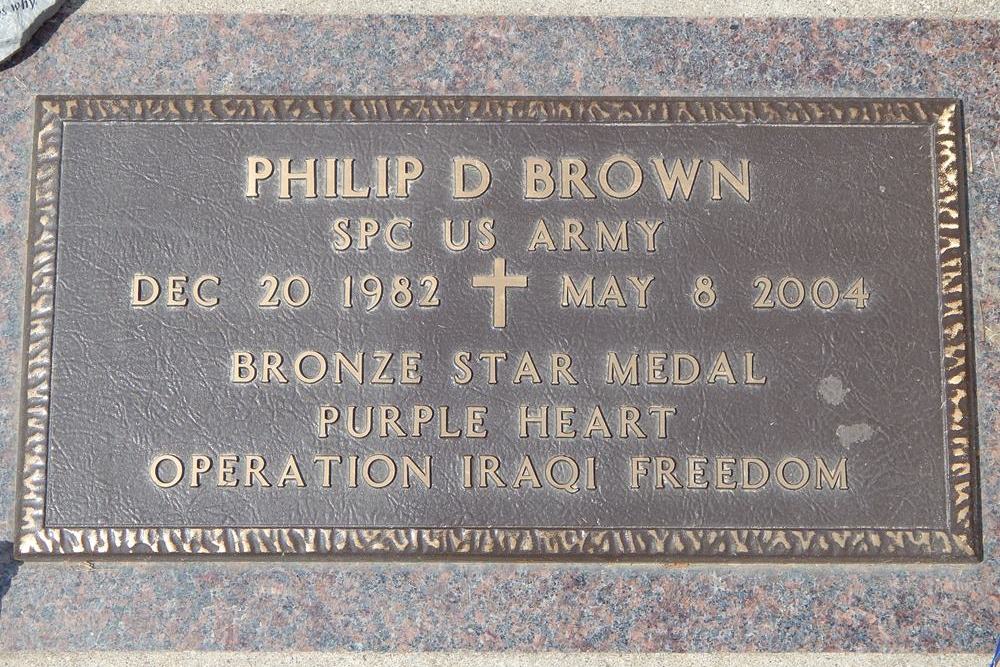 s why
PHILIP D BROWN
SPC US ARMY
DEC 20 1982 MAY 8 2004
BRONZE STAR MEDAL
PURPLE HEART
OPERATION IRAQI FREEDOM